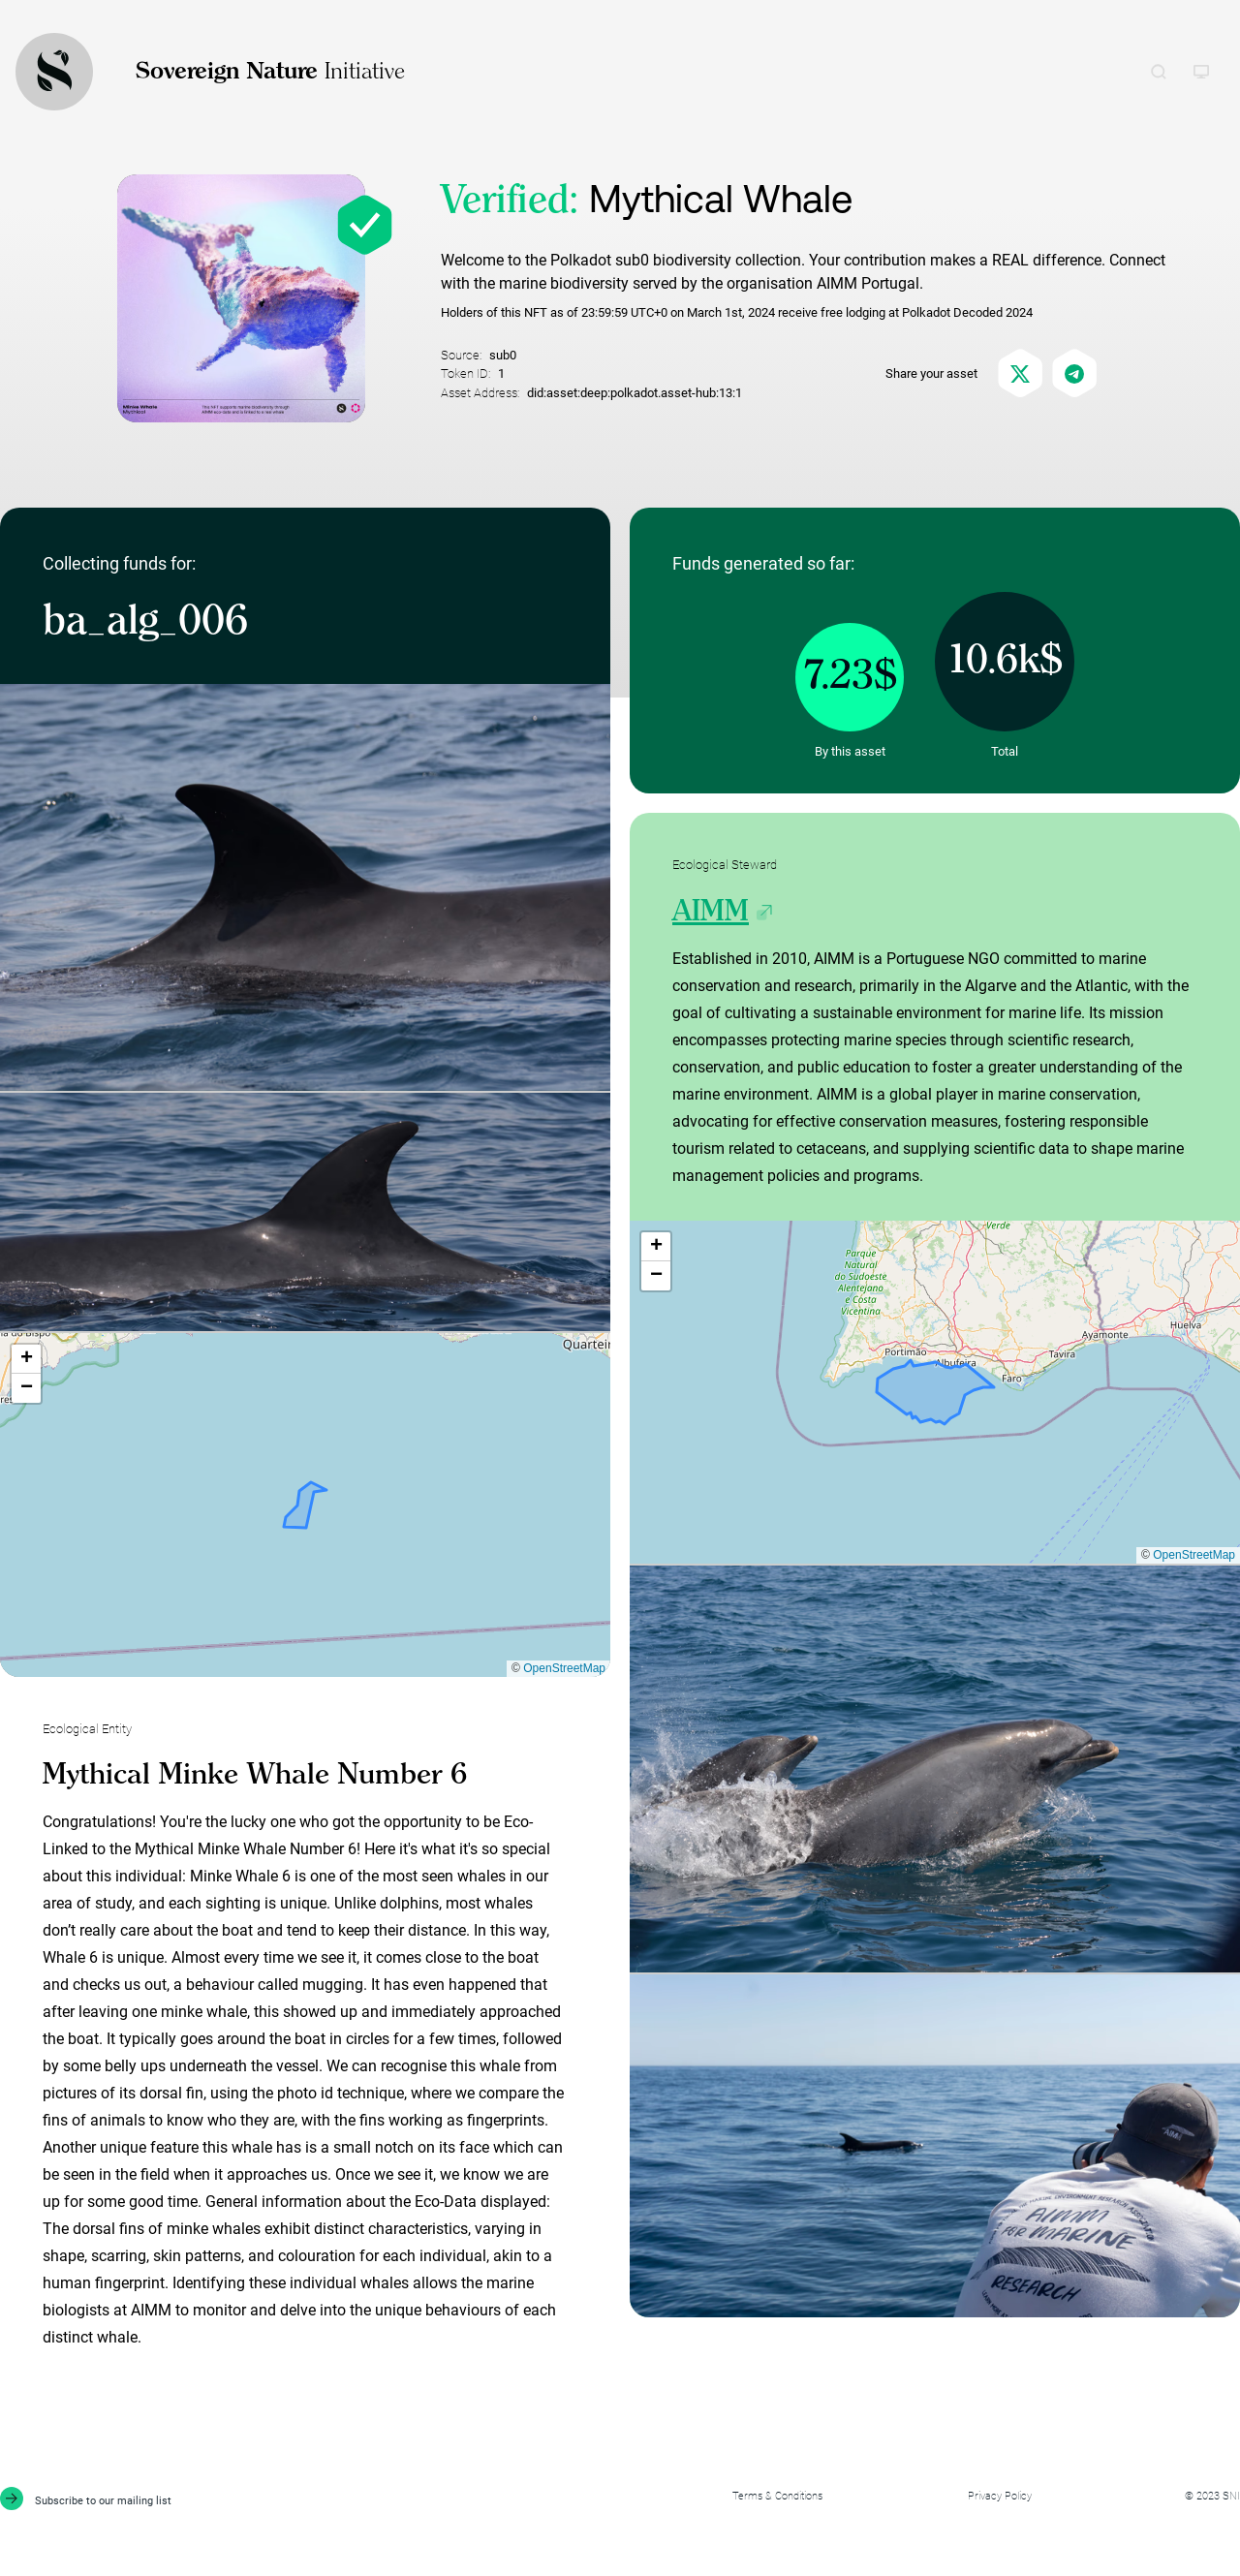 Sovereign Nature Initiative
Verified: Mythical Whale
Welcome to the Polkadot sub0 biodiversity collection. Your contribution makes a REAL difference. Connect
with the marine biodiversity served by the organisation AIMM Portugal.
Holders of this NFT as of 23:59:59 UTC+0 on March 1st, 2024 receive free lodging at Polkadot Decoded 2024
Source: sub0
Token ID: 1
Asset Address: did:asset:deep:polkadot.asset-hub:13:1
Share your asset
Minke Whale
Mythical
This NFT supports marine biodiversity through
AIMM eco-data and is linked to a real whale
Collecting funds for:
ba_alg_006
Funds generated so far:
7.23$
10.6k$
By this asset
Total
Ecological Steward
AIMM
Established in 2010, AIMM is a Portuguese NGO committed to marine
conservation and research, primarily in the Algarve and the Atlantic, with the
goal of cultivating a sustainable environment for marine life. Its mission
encompasses protecting marine species through scientific research,
conservation, and public education to foster a greater understanding of the
marine environment. AIMM is a global player in marine conservation,
advocating for effective conservation measures, fostering responsible
tourism related to cetaceans, and supplying scientific data to shape marine
management policies and programs.
+
−
Verde
Parque
Natural
do Sudoeste
Alentejano
e Costa
Vicentina
Huelva
Ayamonte
Portimão
Albufeira
Tavira
Faro
© OpenStreetMap
+
−
Quarteir
© OpenStreetMap
Ecological Entity
Mythical Minke Whale Number 6
Congratulations! You're the lucky one who got the opportunity to be Eco-
Linked to the Mythical Minke Whale Number 6! Here it's what it's so special
about this individual: Minke Whale 6 is one of the most seen whales in our
area of study, and each sighting is unique. Unlike dolphins, most whales
don’t really care about the boat and tend to keep their distance. In this way,
Whale 6 is unique. Almost every time we see it, it comes close to the boat
and checks us out, a behaviour called mugging. It has even happened that
after leaving one minke whale, this showed up and immediately approached
the boat. It typically goes around the boat in circles for a few times, followed
by some belly ups underneath the vessel. We can recognise this whale from
pictures of its dorsal fin, using the photo id technique, where we compare the
fins of animals to know who they are, with the fins working as fingerprints.
Another unique feature this whale has is a small notch on its face which can
be seen in the field when it approaches us. Once we see it, we know we are
up for some good time. General information about the Eco-Data displayed:
The dorsal fins of minke whales exhibit distinct characteristics, varying in
shape, scarring, skin patterns, and colouration for each individual, akin to a
human fingerprint. Identifying these individual whales allows the marine
biologists at AIMM to monitor and delve into the unique behaviours of each
distinct whale.
AIMM
AIMM
FOR MARINE
RESEARCH
Subscribe to our mailing list
Terms & Conditions
Privacy Policy
© 2023 SNI